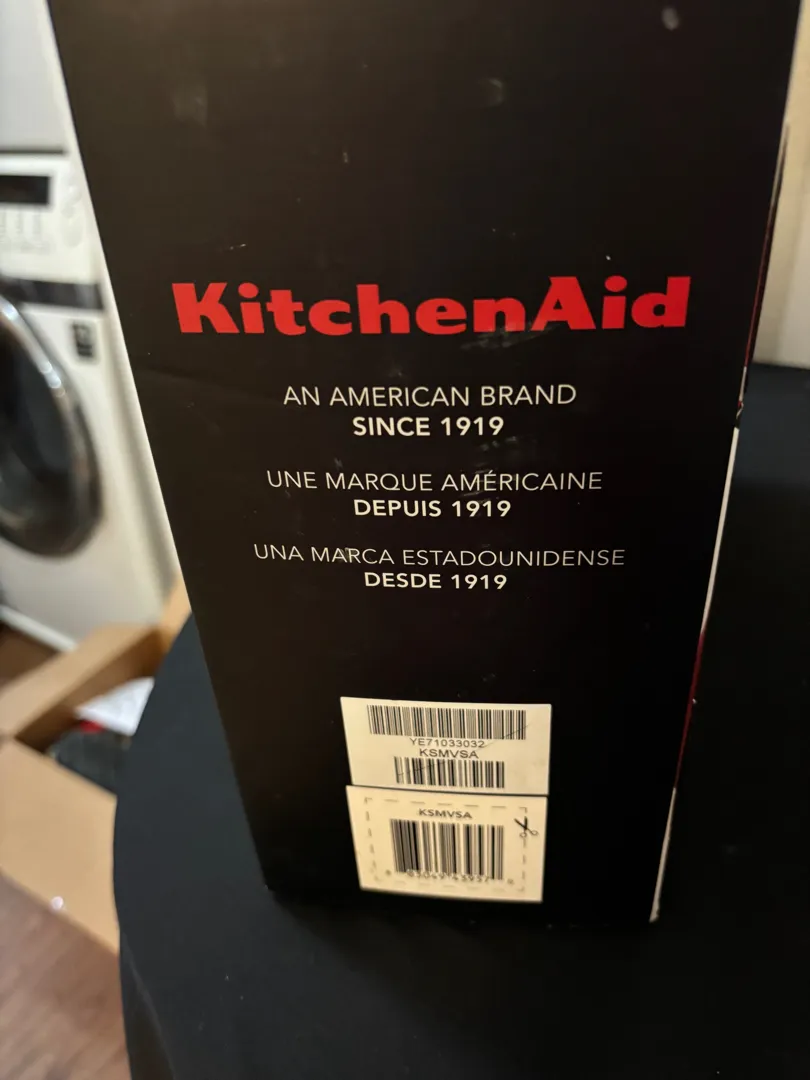 KitchenAid
AN AMERICAN BRAND
SINCE 1919
UNE MARQUE AMÉRICAINE
DEPUIS 1919
UNA MARCA ESTADOUNIDENSE
DESDE 1919
YE71033032
KSMVSA
KSMVSA